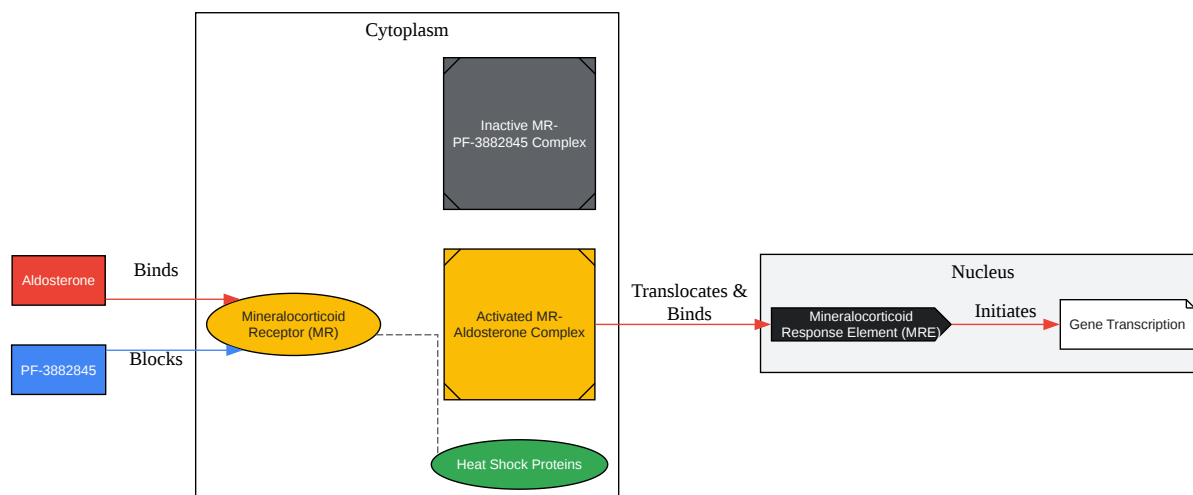 Cytoplasm
Inactive MR-
PF-3882845 Complex
Aldosterone
Binds
Mineralocorticoid
Receptor (MR)
PF-3882845
Blocks
Activated MR-
Aldosterone Complex
Heat Shock Proteins
Translocates &
Binds
Nucleus
Mineralocorticoid
Response Element (MRE)
Initiates
Gene Transcription